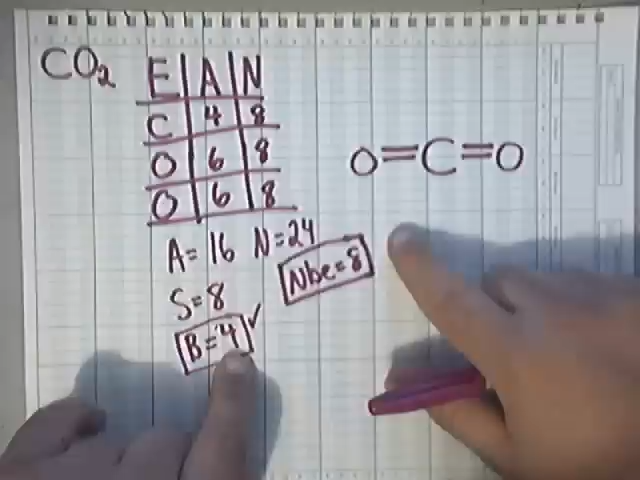 CO₂
E A N
C 4 8
O 6 8
O 6 8
A=16 N=24
S=8
B=4 ✓
Nbe=8
O=C=O